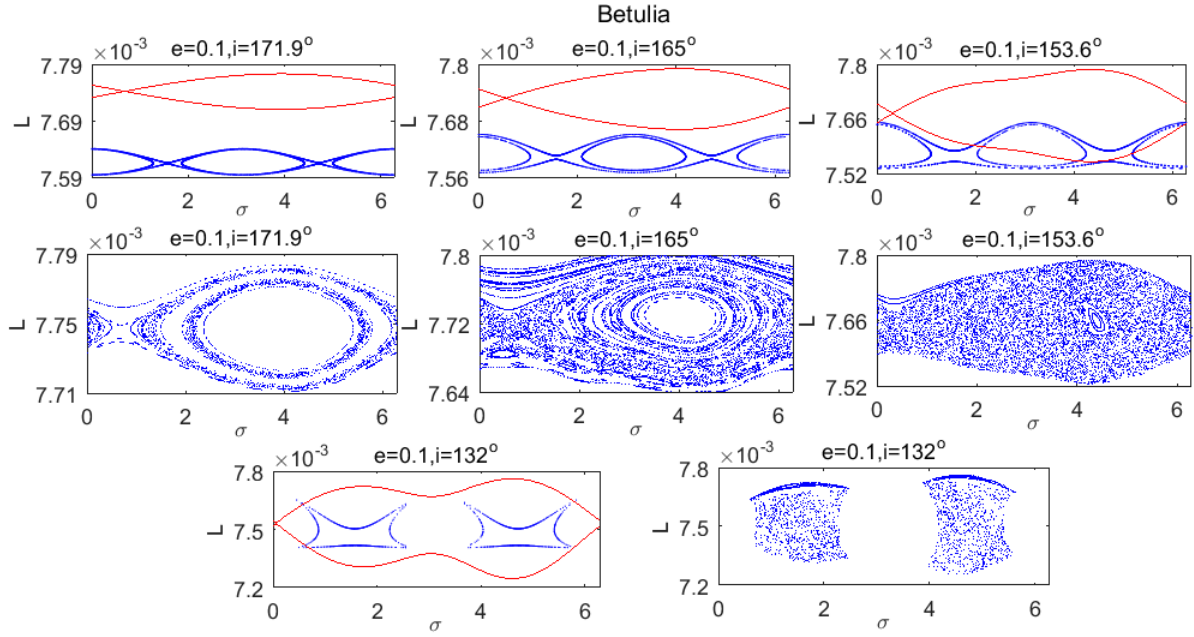 Betulia
×10⁻³ e=0.1,i=171.9°
7.79
7.69
7.59
L
0 2 4 6
σ
×10⁻³ e=0.1,i=165°
7.8
7.68
7.56
L
0 2 4 6
σ
×10⁻³ e=0.1,i=153.6°
7.8
7.66
7.52
L
0 2 4 6
σ
×10⁻³ e=0.1,i=171.9°
7.79
7.75
7.71
L
0 2 4 6
σ
×10⁻³ e=0.1,i=165°
7.8
7.72
7.64
L
0 2 4 6
σ
×10⁻³ e=0.1,i=153.6°
7.8
7.66
7.52
L
0 2 4 6
σ
×10⁻³ e=0.1,i=132°
7.8
7.5
7.2
L
0 2 4 6
σ
×10⁻³ e=0.1,i=132°
7.8
7.5
7.2
L
0 2 4 6
σ